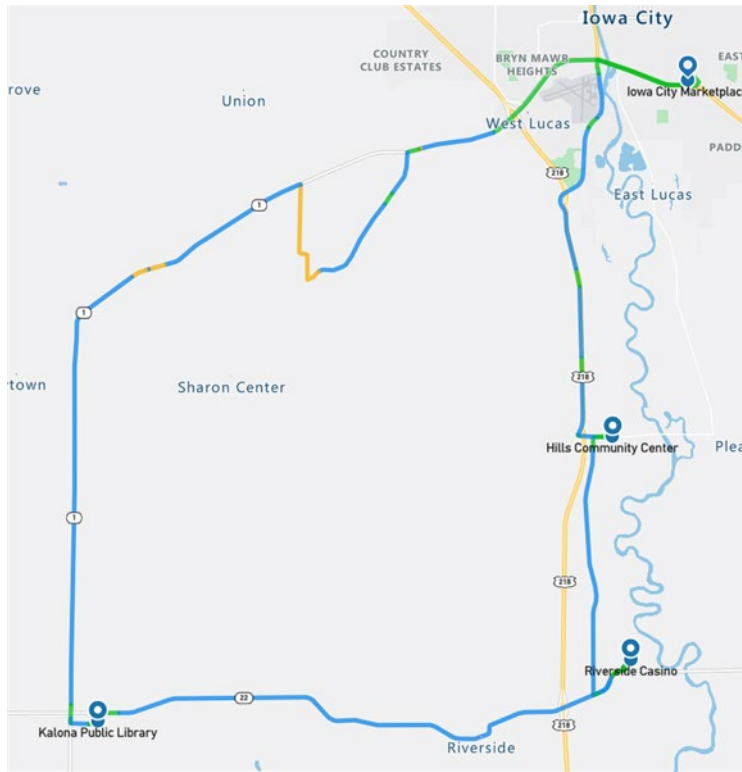 Iowa City
COUNTRY
CLUB ESTATES
BRYN MAWR
HEIGHTS
EAST
rove
Iowa City Marketplac
Union
West Lucas
PADD
218
East Lucas
1
1
rtown
Sharon Center
218
Hills Community Center
Plea
1
218
Riverside Casino
22
Kalona Public Library
218
Riverside